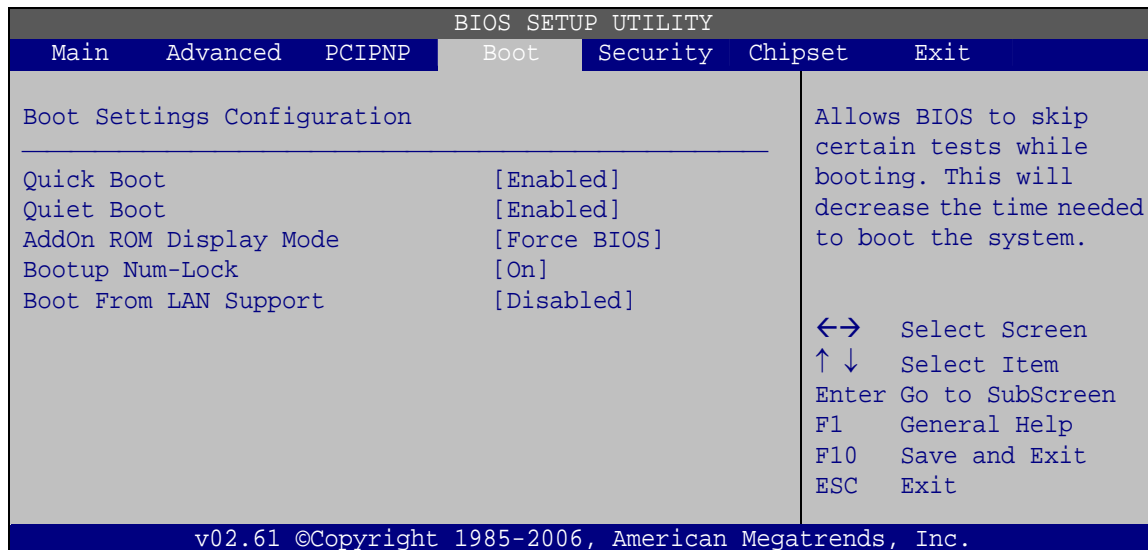 BIOS SETUP UTILITY
Main Advanced PCIPNP Boot Security Chipset Exit
Boot Settings Configuration
Quick Boot [Enabled]
Quiet Boot [Enabled]
AddOn ROM Display Mode [Force BIOS]
Bootup Num-Lock [On]
Boot From LAN Support [Disabled]
Allows BIOS to skip
certain tests while
booting. This will
decrease the time needed
to boot the system.
←→ Select Screen
↑ ↓ Select Item
Enter Go to SubScreen
F1 General Help
F10 Save and Exit
ESC Exit
v02.61 ©Copyright 1985-2006, American Megatrends, Inc.